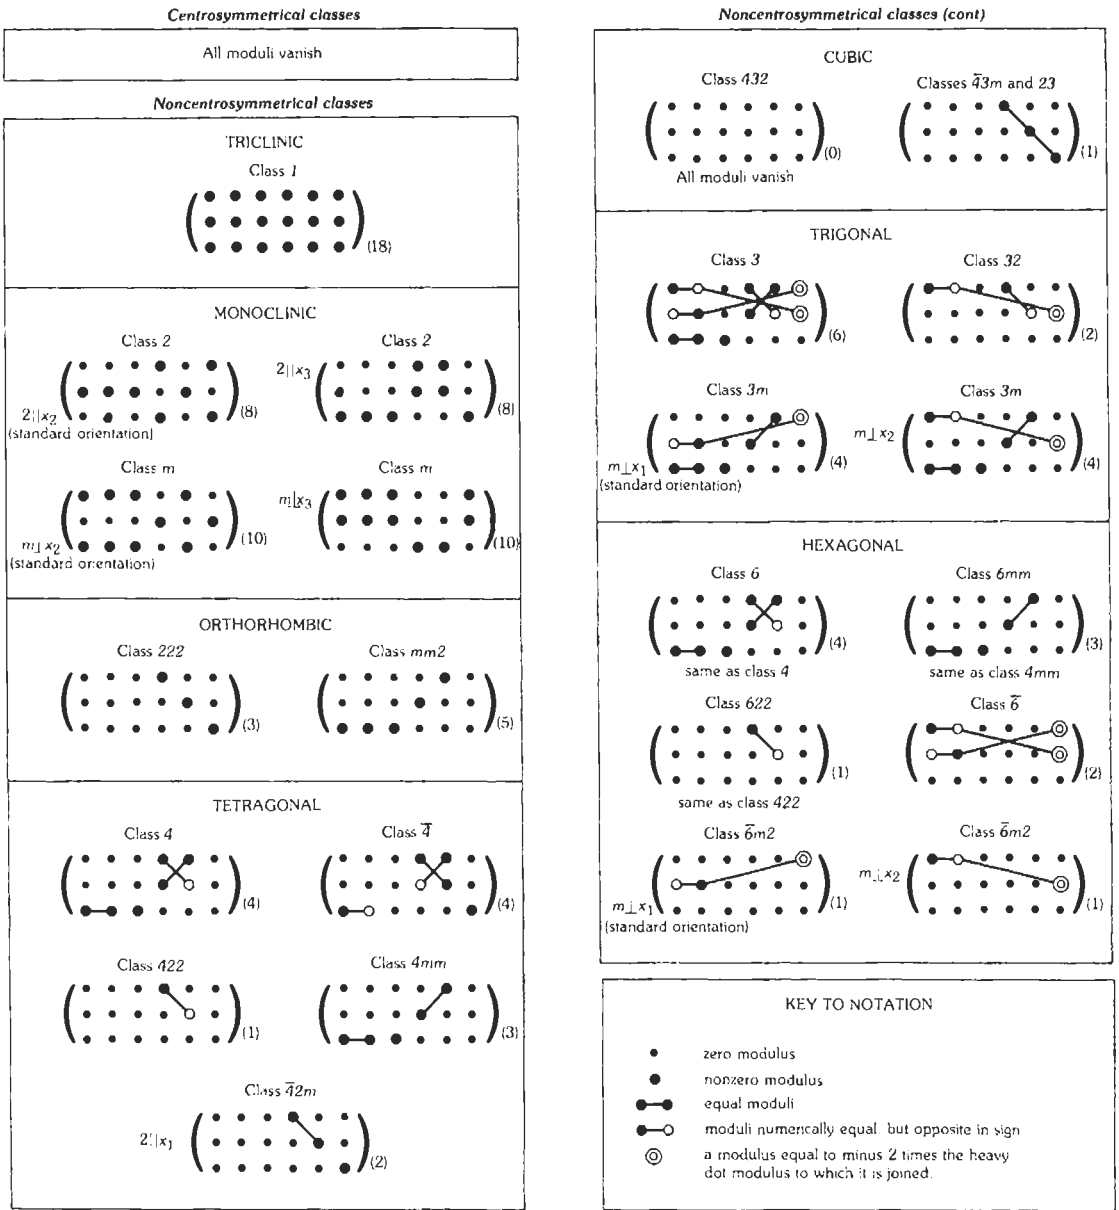 Centrosymmetrical classes
All moduli vanish
Noncentrosymmetrical classes
TRICLINIC
Class 1
(18)
MONOCLINIC
Class 2
2||x₂
(standard orientation)
(8)
Class 2
2||x₃
(8)
Class m
m⊥x₂
(standard orientation)
(10)
Class m
m⊥x₃
(10)
ORTHORHOMBIC
Class 222
(3)
Class mm2
(5)
TETRAGONAL
Class 4
(4)
Class 4̅
(4)
Class 422
(1)
Class 4mm
(3)
Class 4̅2m
2||x₁
(2)
Noncentrosymmetrical classes (cont)
CUBIC
Class 432
(0)
All moduli vanish
Classes 4̅3m and 23
(1)
TRIGONAL
Class 3
(6)
Class 32
(2)
Class 3m
m⊥x₁
(standard orientation)
(4)
Class 3m
m⊥x₂
(4)
HEXAGONAL
Class 6
(4)
same as class 4
Class 6mm
(3)
same as class 4mm
Class 622
(1)
same as class 422
Class 6̅
(2)
Class 6̅m2
m⊥x₁
(standard orientation)
(1)
Class 6̅m2
m⊥x₂
(1)
KEY TO NOTATION
zero modulus
nonzero modulus
equal moduli
moduli numerically equal, but opposite in sign
a modulus equal to minus 2 times the heavy
dot modulus to which it is joined.